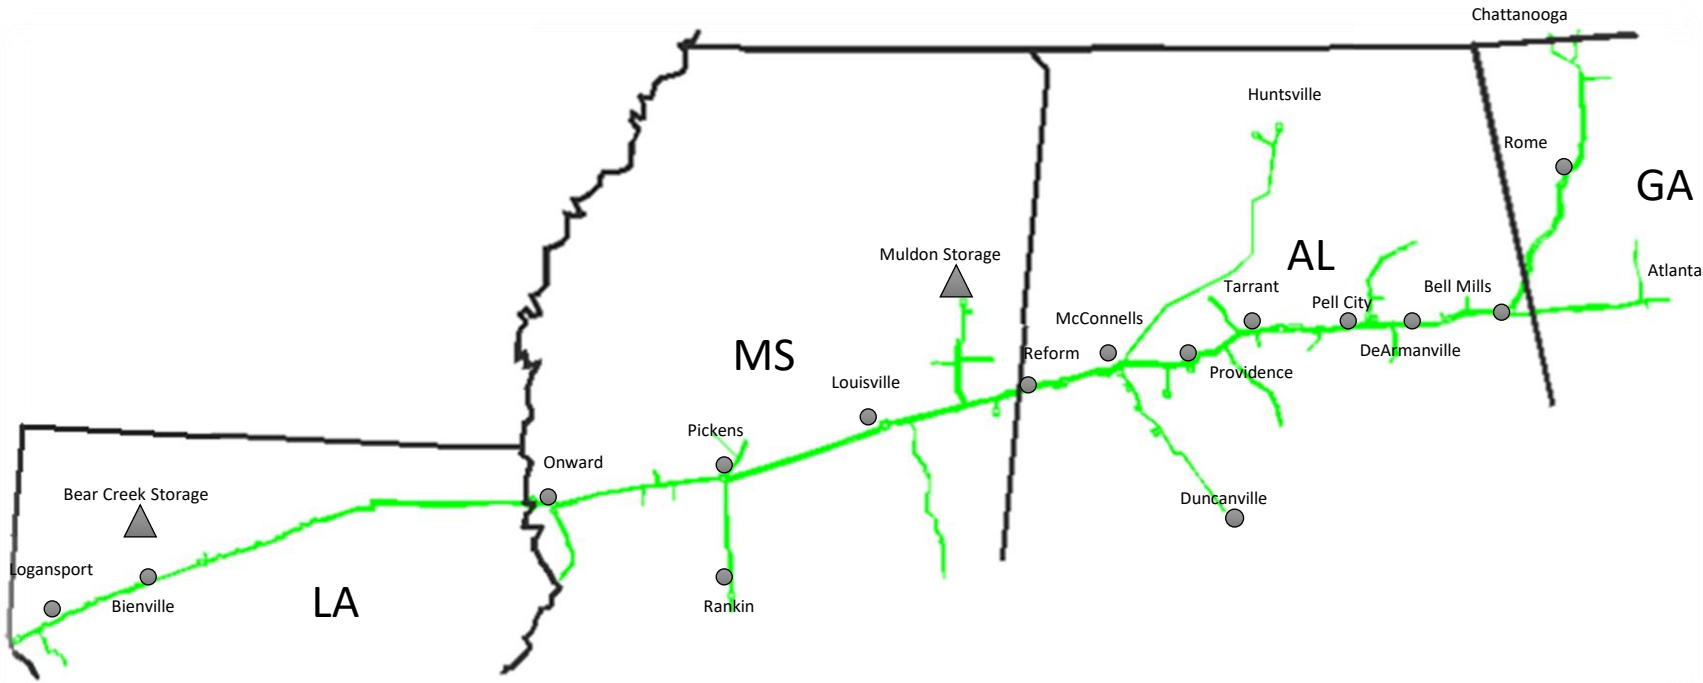 Chattanooga
Huntsville
Rome
GA
Muldon Storage
AL
Atlanta
Tarrant
Bell Mills
Pell City
McConnells
MS
Reform
DeArmanville
Louisville
Providence
Pickens
Onward
Bear Creek Storage
Duncanville
Logansport
Bienville
LA
Rankin